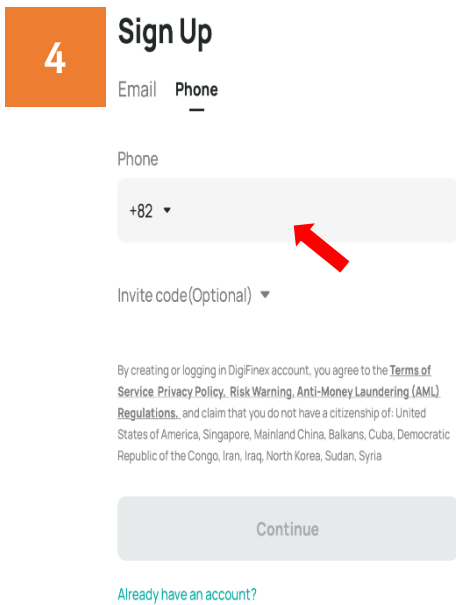 4
Sign Up
Email Phone
Phone
+82
Invite code(Optional)
By creating or logging in DigiFinex account, you agree to the Terms of
Service Privacy Policy, Risk Warning, Anti-Money Laundering (AML)
Regulations, and claim that you do not have a citizenship of: United
States of America, Singapore, Mainland China, Balkans, Cuba, Democratic
Republic of the Congo, Iran, Iraq, North Korea, Sudan, Syria
Continue
Already have an account?